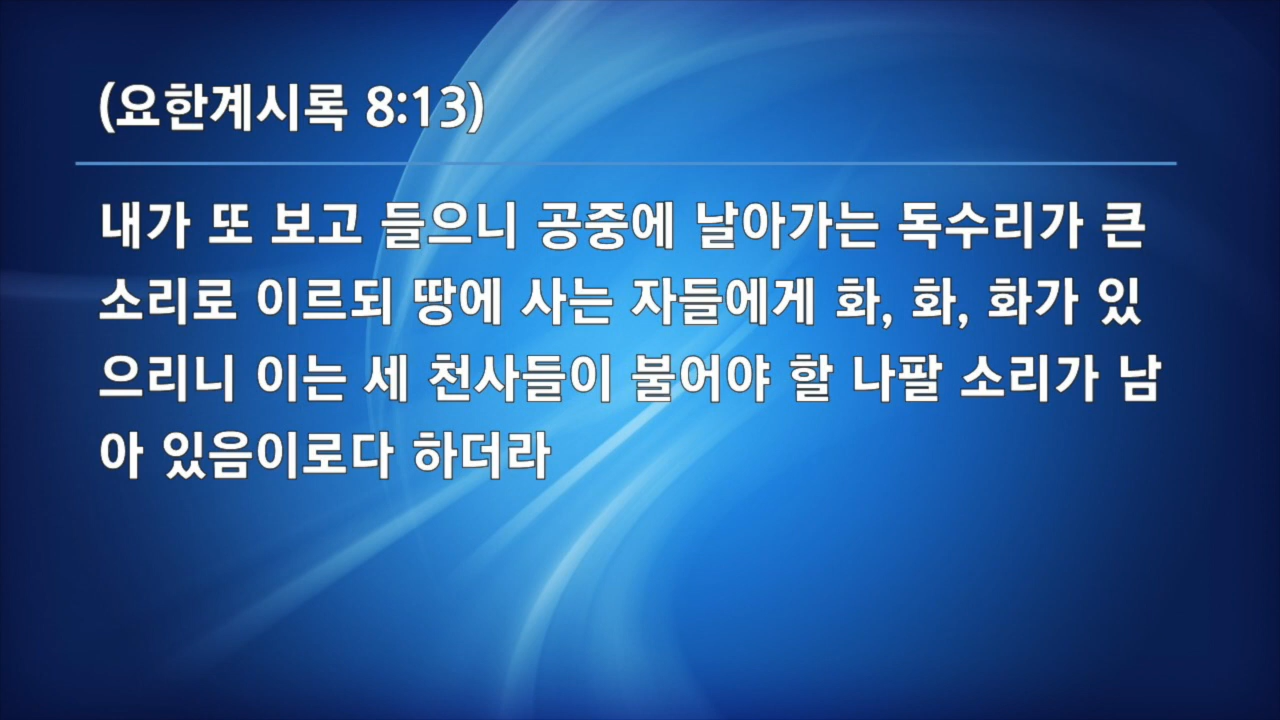 (요한계시록 8:13)
내가 또 보고 들으니 공중에 날아가는 독수리가 큰
소리로 이르되 땅에 사는 자들에게 화, 화, 화가 있
으리니 이는 세 천사들이 불어야 할 나팔 소리가 남
아 있음이로다 하더라